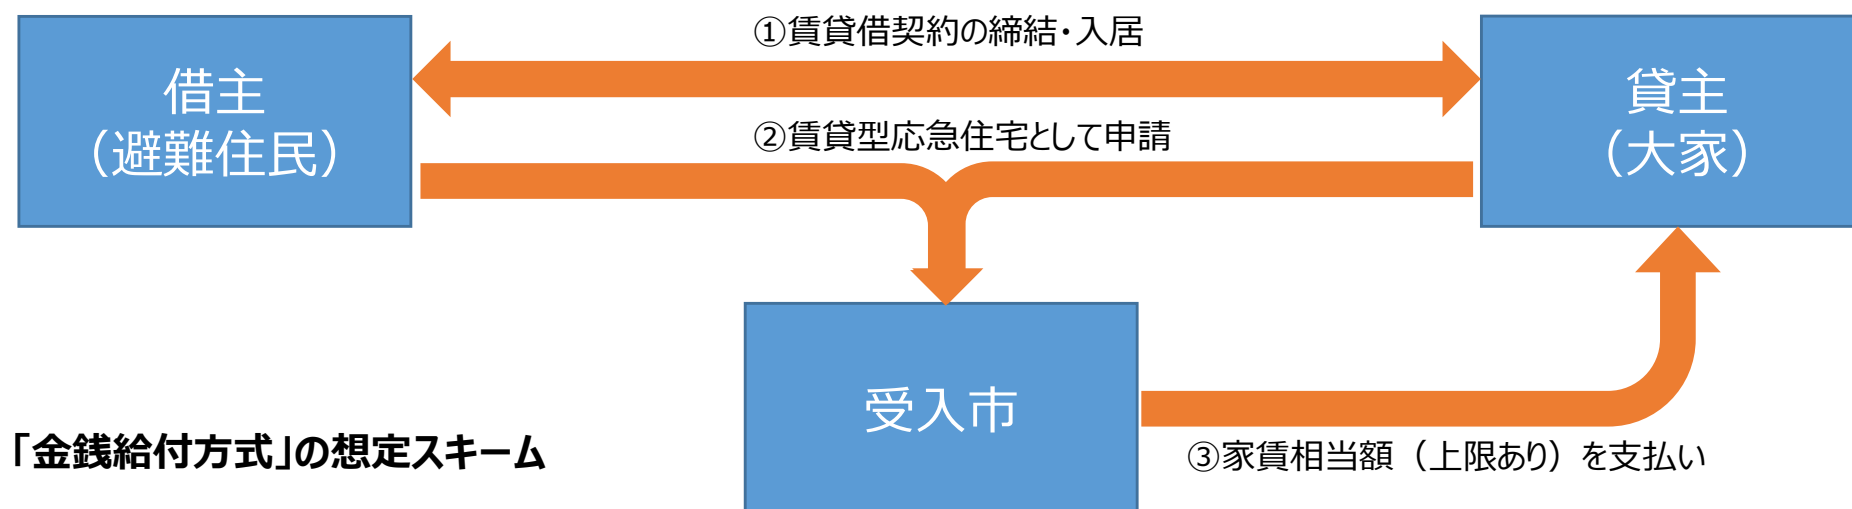 ①賃貸借契約の締結・入居
借主
（避難住民）
貸主
（大家）
②賃貸型応急住宅として申請
受入市
「金銭給付方式」の想定スキーム
③家賃相当額（上限あり）を支払い